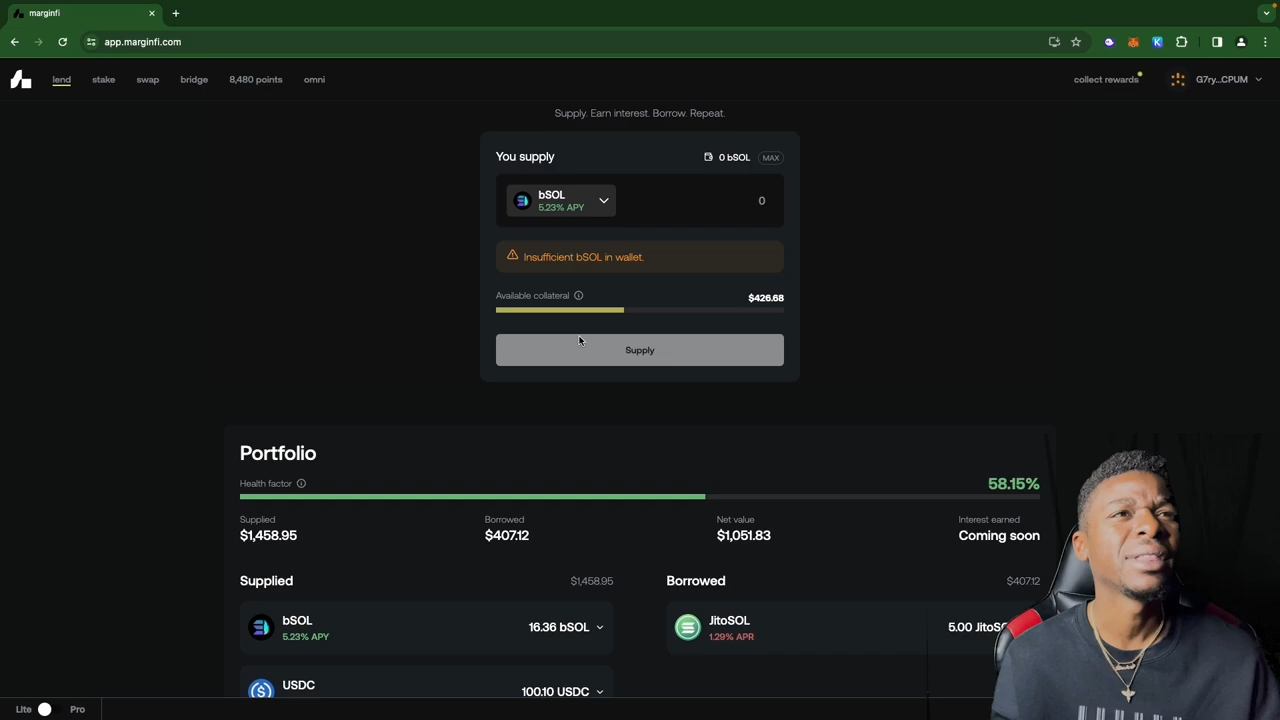 marginfi
app.marginfi.com
lend
stake
swap
bridge
8,480 points
omni
collect rewards
G7ry...CPUM
Supply. Earn interest. Borrow. Repeat.
You supply
0 bSOL
MAX
bSOL
5.23% APY
0
Insufficient bSOL in wallet.
Available collateral
$426.68
Supply
Portfolio
Health factor
58.15%
Supplied
$1,458.95
Borrowed
$407.12
Net value
$1,051.83
Interest earned
Coming soon
Supplied
$1,458.95
bSOL
5.23% APY
16.36 bSOL
USDC
100.10 USDC
Borrowed
$407.12
JitoSOL
1.29% APR
5.00
Lite
Pro